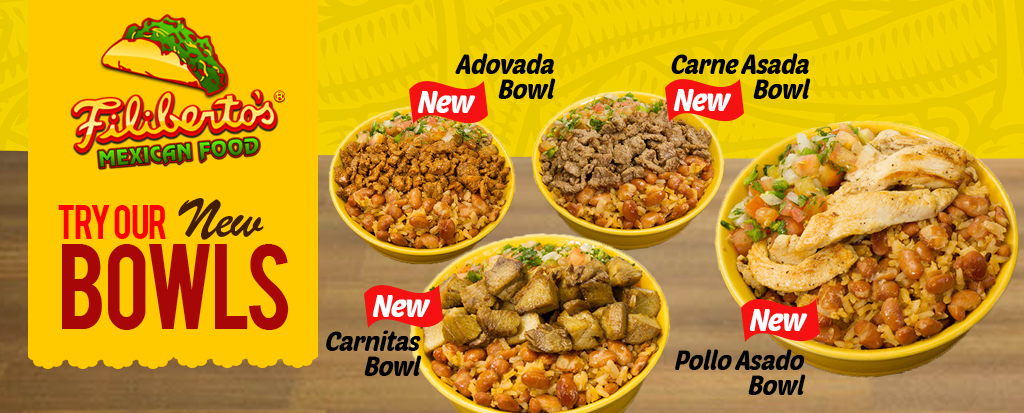 Filiberto's®
MEXICAN FOOD
TRY OUR New
BOWLS
Adovada
Bowl
New
Carne Asada
Bowl
New
New
Carnitas
Bowl
New
Pollo Asado
Bowl